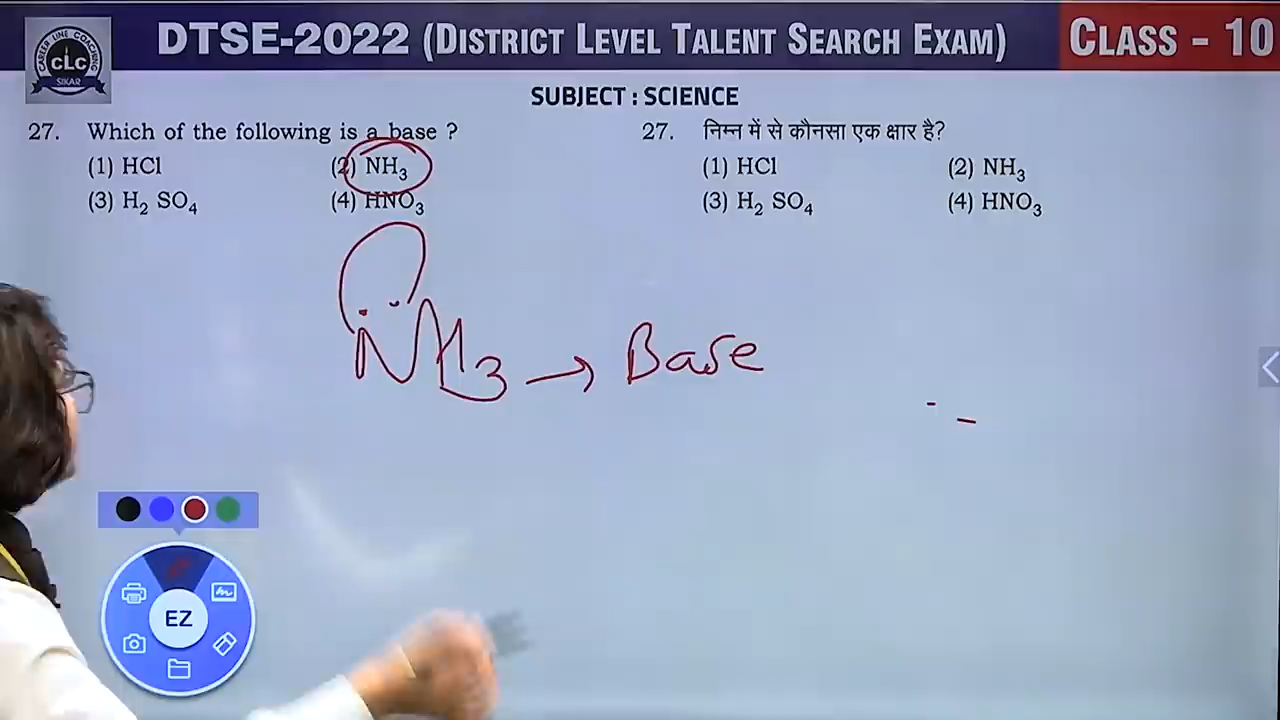 CAREER LINE COACHING
CLC
SIKAR
DTSE-2022 (DISTRICT LEVEL TALENT SEARCH EXAM)
CLASS - 10
SUBJECT : SCIENCE
27. Which of the following is a base ?
(1) HCl (2) NH₃
(3) H₂ SO₄ (4) HNO₃
27. निम्न में से कौनसा एक क्षार है?
(1) HCl (2) NH₃
(3) H₂ SO₄ (4) HNO₃
N̈H₃ → Base
EZ